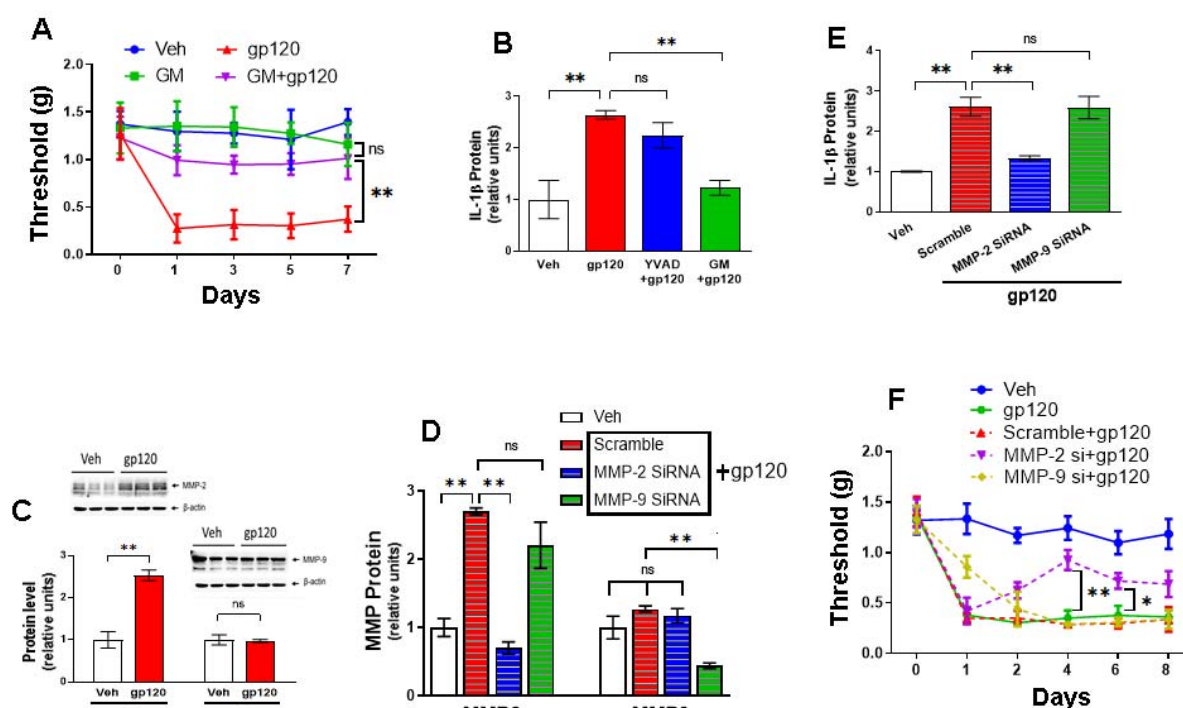 A
Veh
gp120
GM
GM+gp120
Threshold (g)
2.0
1.5
1.0
0.5
0.0
0
1
3
5
7
Days
ns
**
B
**
**
ns
IL-1β Protein
(relative units)
3
2
1
0
Veh
gp120
YVAD
+gp120
GM
+gp120
E
ns
**
**
IL-1β Protein
(relative units)
4
3
2
1
0
Veh
Scramble
MMP-2 SiRNA
MMP-9 SiRNA
gp120
C
Veh
gp120
MMP-2
β-actin
Veh
gp120
MMP-9
β-actin
Protein level
(relative units)
3
2
1
0
**
ns
Veh
gp120
Veh
gp120
D
Veh
Scramble
MMP-2 SiRNA
MMP-9 SiRNA
+gp120
MMP Protein
(relative units)
3
2
1
0
ns
**
**
**
ns
F
Veh
gp120
Scramble+gp120
MMP-2 si+gp120
MMP-9 si+gp120
Threshold (g)
2.0
1.5
1.0
0.5
0.0
**
*
0
1
2
4
6
8
Days